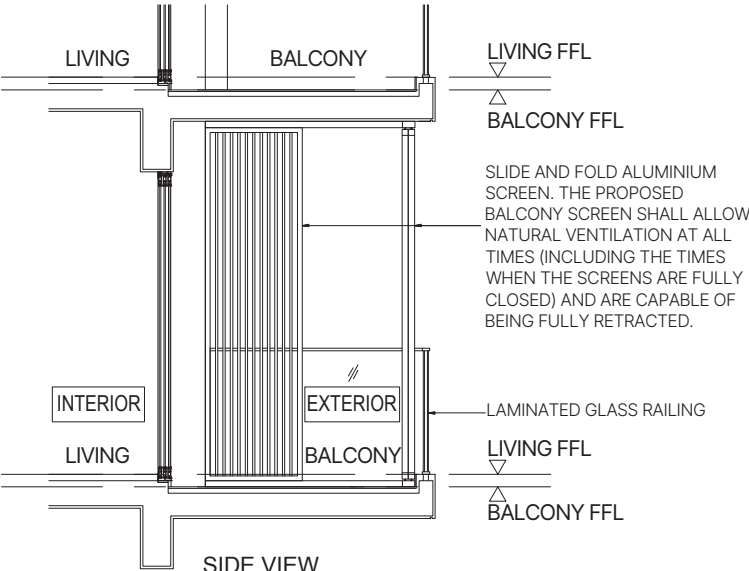 LIVING
BALCONY
LIVING FFL
BALCONY FFL
SLIDE AND FOLD ALUMINIUM
SCREEN. THE PROPOSED
BALCONY SCREEN SHALL ALLOW
NATURAL VENTILATION AT ALL
TIMES (INCLUDING THE TIMES
WHEN THE SCREENS ARE FULLY
CLOSED) AND ARE CAPABLE OF
BEING FULLY RETRACTED.
INTERIOR
EXTERIOR
LAMINATED GLASS RAILING
LIVING
BALCONY
LIVING FFL
BALCONY FFL
SIDE VIEW